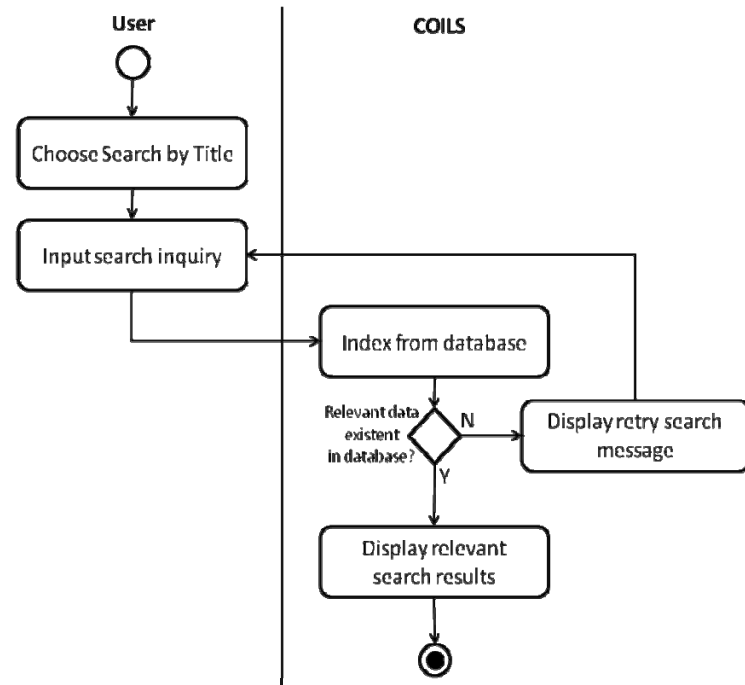 User
COILS
Choose Search by Title
Input search inquiry
Index from database
Relevant data
existent
in database?
N
Display retry search
message
Y
Display relevant
search results